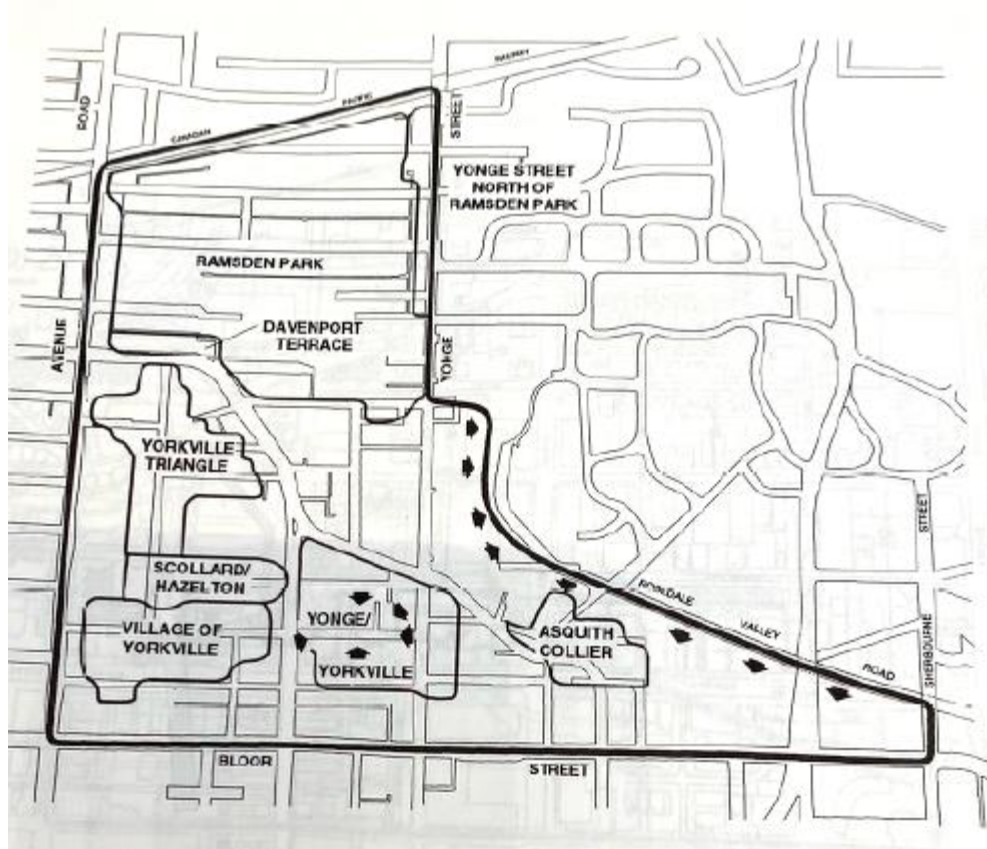 RAILWAY
PACIFIC
CANADIAN
ROAD
STREET
YONGE STREET
NORTH OF
RAMSDEN PARK
RAMSDEN PARK
DAVENPORT
TERRACE
AVENUE
YONGE
YORKVILLE
TRIANGLE
STREET
SCOLLARD/
HAZELTON
ROSEDALE
VALLEY
ROAD
SHERBOURNE
VILLAGE OF
YORKVILLE
YONGE/
YORKVILLE
ASQUITH
COLLIER
BLOOR
STREET